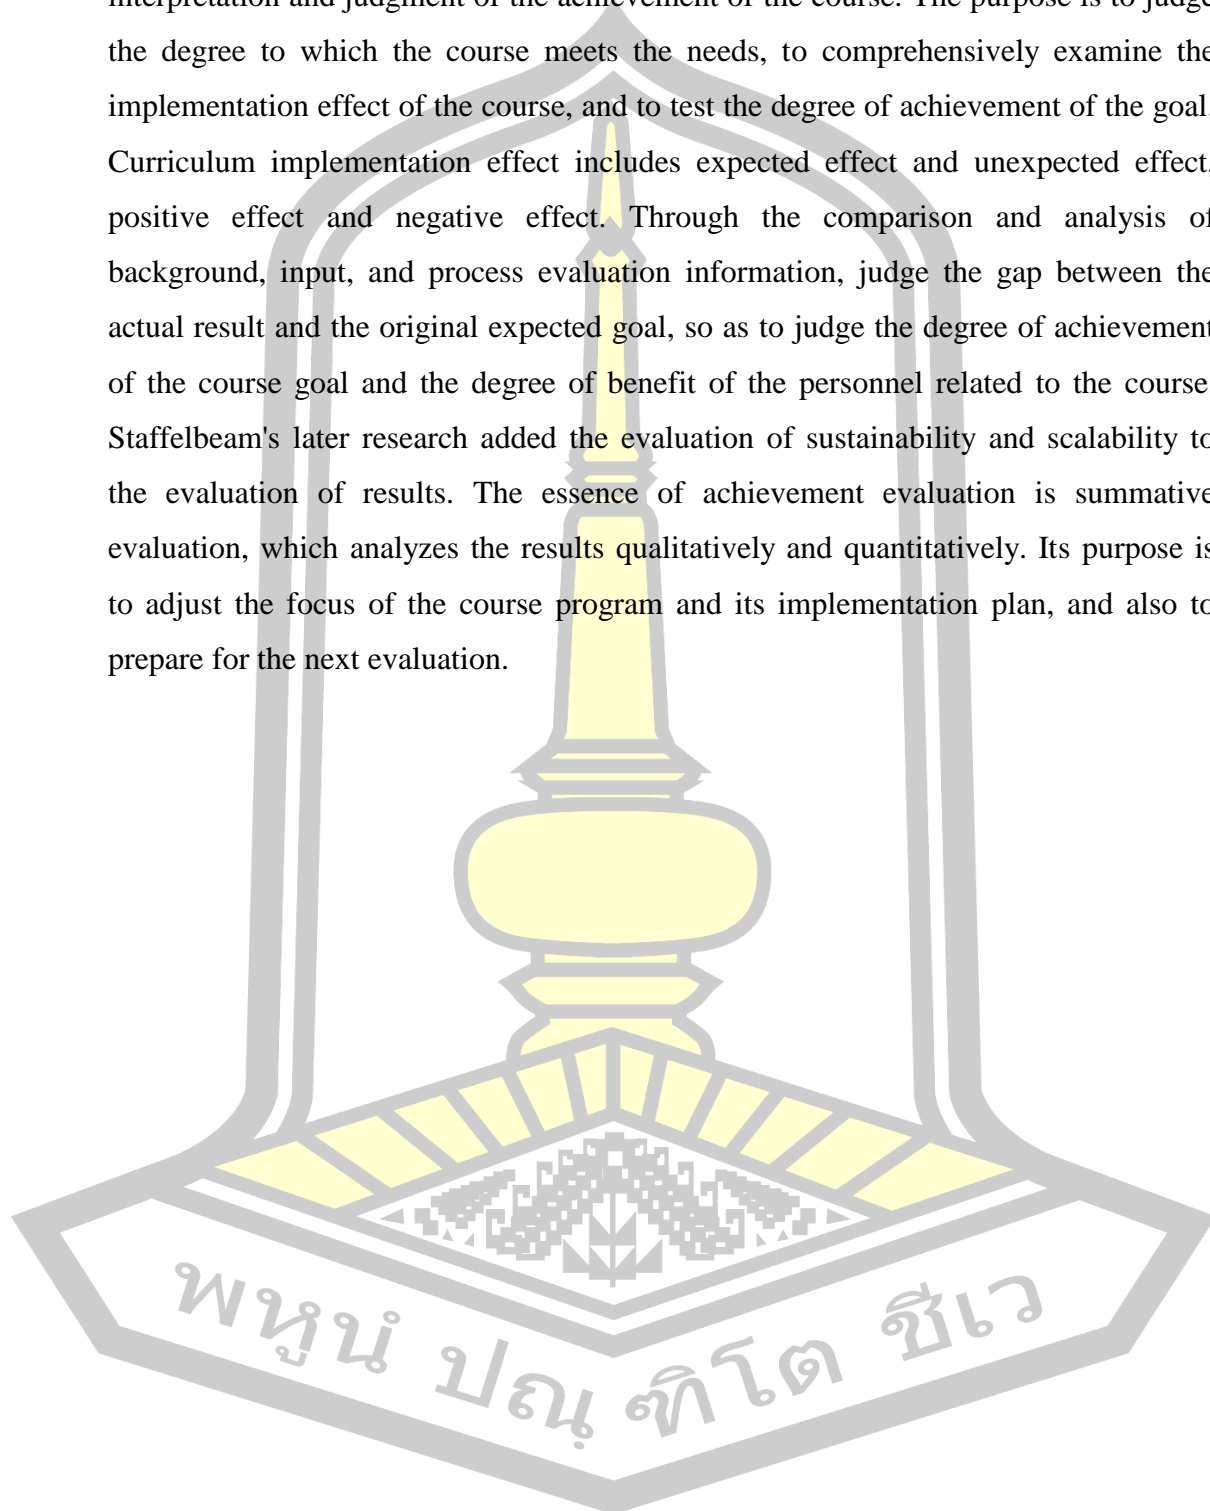 interpretation and judgment of the achievement of the course. The purpose is to judge
the degree to which the course meets the needs, to comprehensively examine the
implementation effect of the course, and to test the degree of achievement of the goal.
Curriculum implementation effect includes expected effect and unexpected effect,
positive effect and negative effect. Through the comparison and analysis of
background, input, and process evaluation information, judge the gap between the
actual result and the original expected goal, so as to judge the degree of achievement
of the course goal and the degree of benefit of the personnel related to the course.
Staffelbeam's later research added the evaluation of sustainability and scalability to
the evaluation of results. The essence of achievement evaluation is summative
evaluation, which analyzes the results qualitatively and quantitatively. Its purpose is
to adjust the focus of the course program and its implementation plan, and also to
prepare for the next evaluation.
พหูนํ ปณฺฑิโต ชีเว